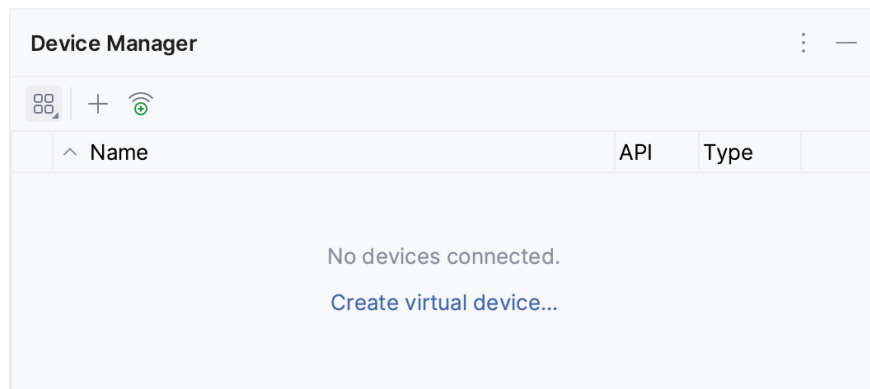 Device Manager
Name API Type
No devices connected.
Create virtual device...